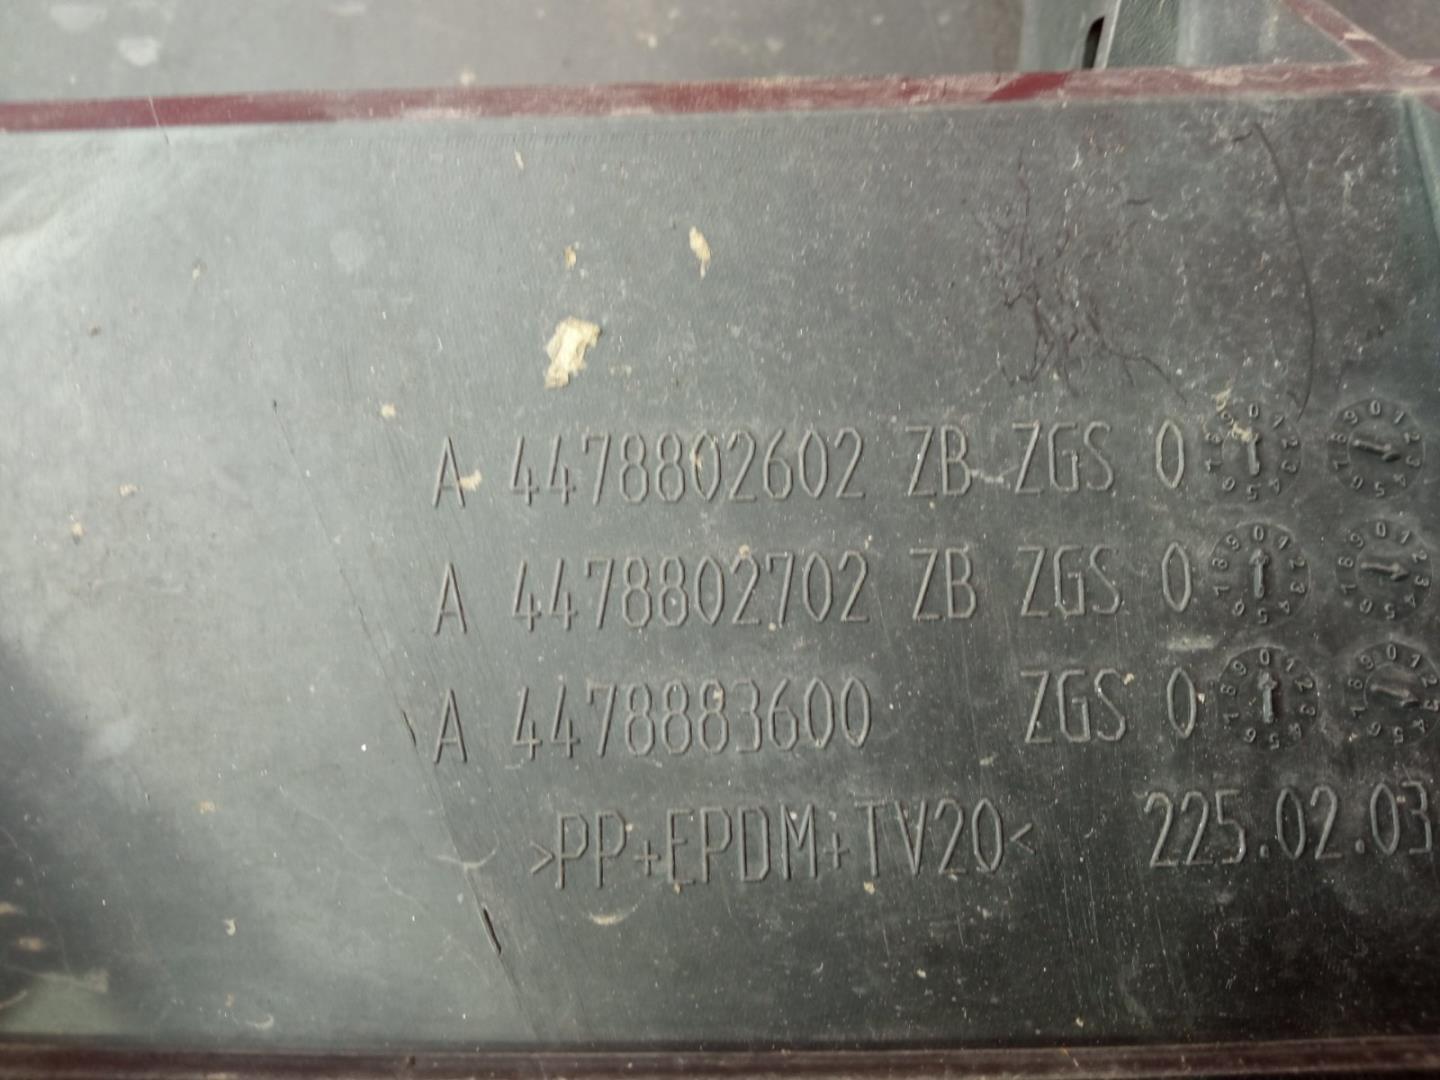 A 4478802602 ZB ZGS 0
A 4478802702 ZB ZGS 0
A 4478883600 ZGS 0
>PP+EPDM+TV20< 225.02.03